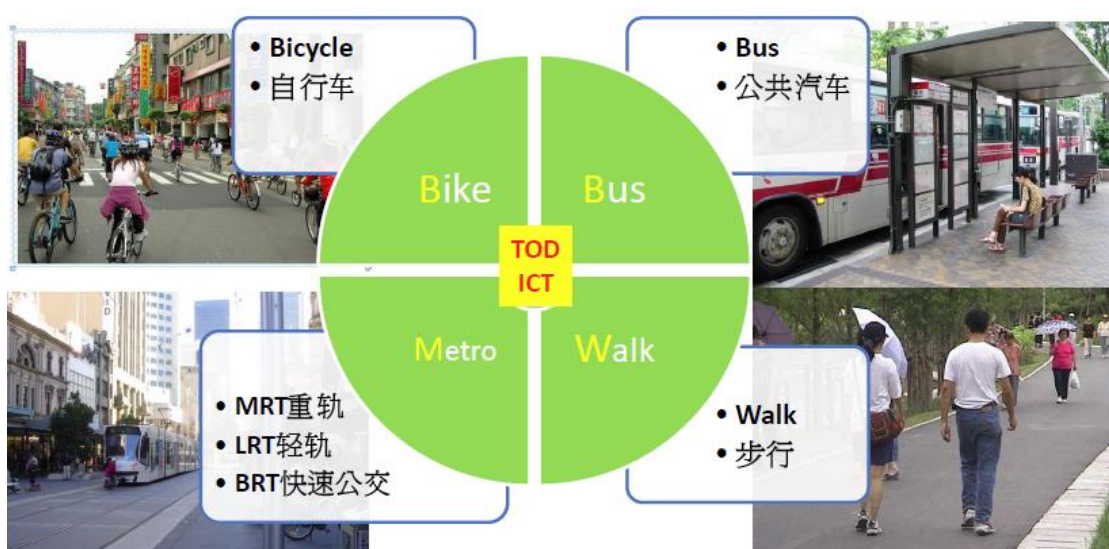 • Bicycle
• 自行车
• Bus
• 公共汽车
Bike
Bus
TOD
ICT
Metro
Walk
• MRT重轨
• LRT轻轨
• BRT快速公交
• Walk
• 步行